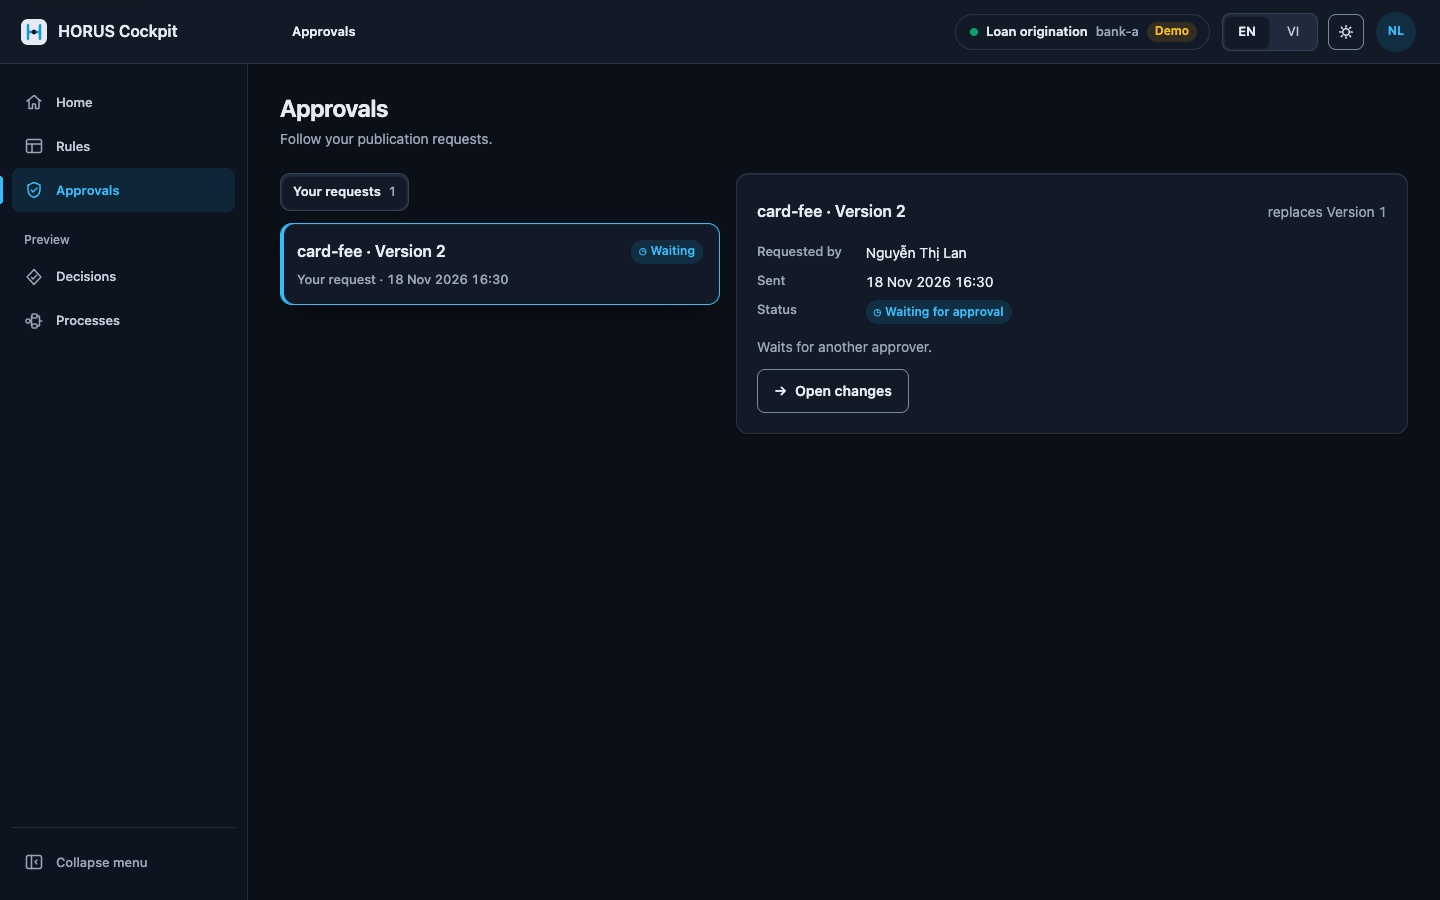 HORUS Cockpit
Approvals
Loan origination bank-a Demo
EN VI
NL
Home
Rules
Approvals
Preview
Decisions
Processes
Collapse menu
Approvals
Follow your publication requests.
Your requests 1
card-fee · Version 2
Waiting
Your request · 18 Nov 2026 16:30
card-fee · Version 2
replaces Version 1
Requested by Nguyễn Thị Lan
Sent 18 Nov 2026 16:30
Status Waiting for approval
Waits for another approver.
Open changes